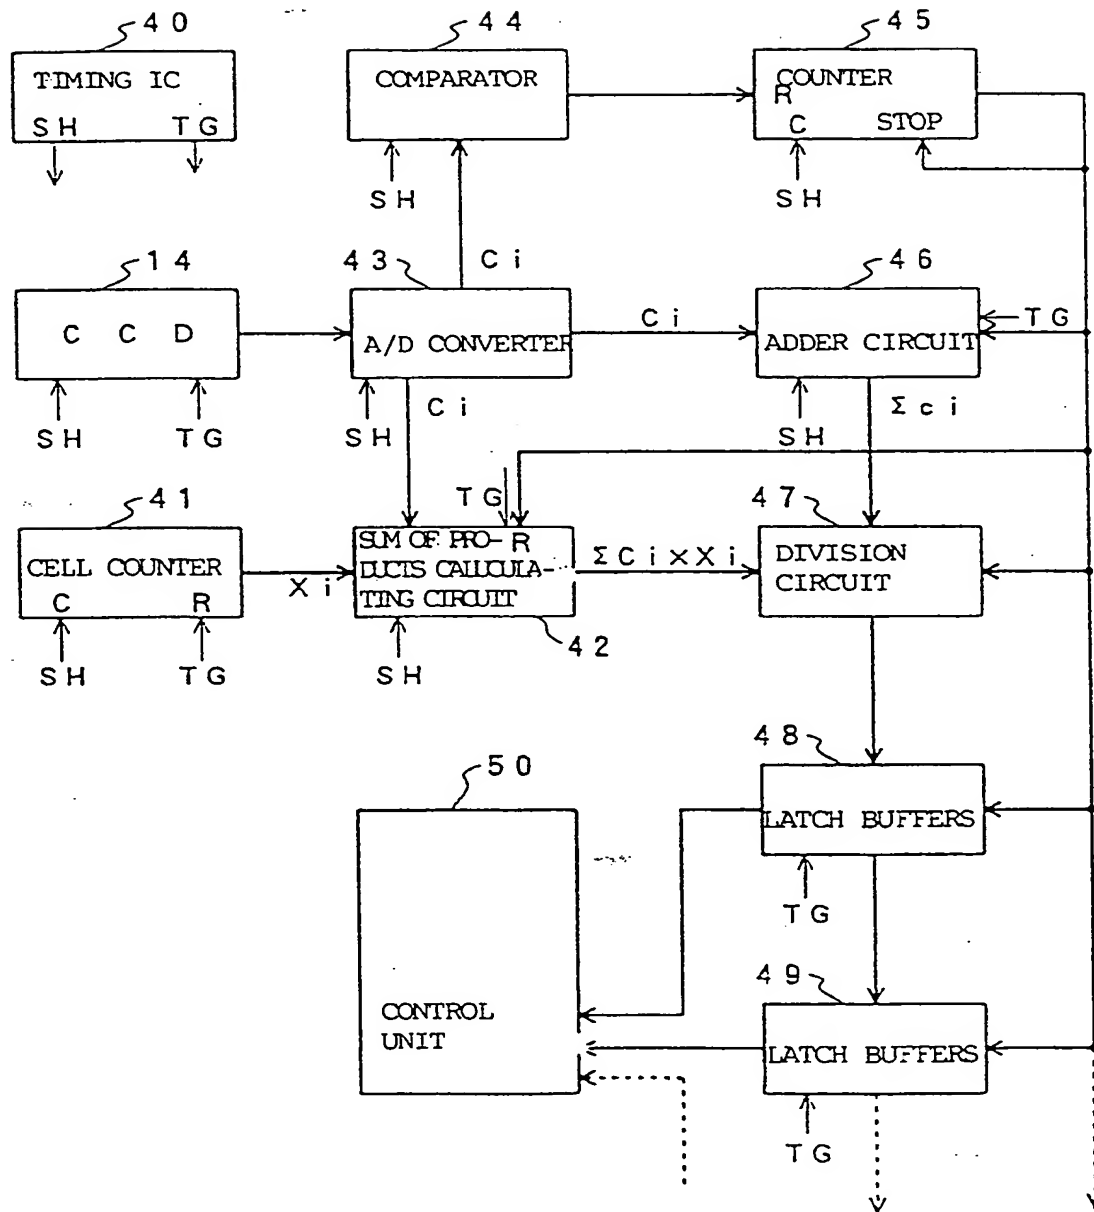 40
TIMING IC
SH TG
44
COMPARATOR
SH
45
COUNTER
R
C STOP
SH
Ci
14
C C D
SH TG
43
A/D CONVERTER
SH
Ci
Ci
46
ADDER CIRCUIT
TG
SH
Σci
41
CELL COUNTER
C R
SH TG
Xi
TG
SUM OF PRO- R
DUCTS CALUCULA-
TING CIRCUIT
42
SH
ΣCi×Xi
47
DIVISION
CIRCUIT
48
LATCH BUFFERS
TG
50
CONTROL
UNIT
49
LATCH BUFFERS
TG